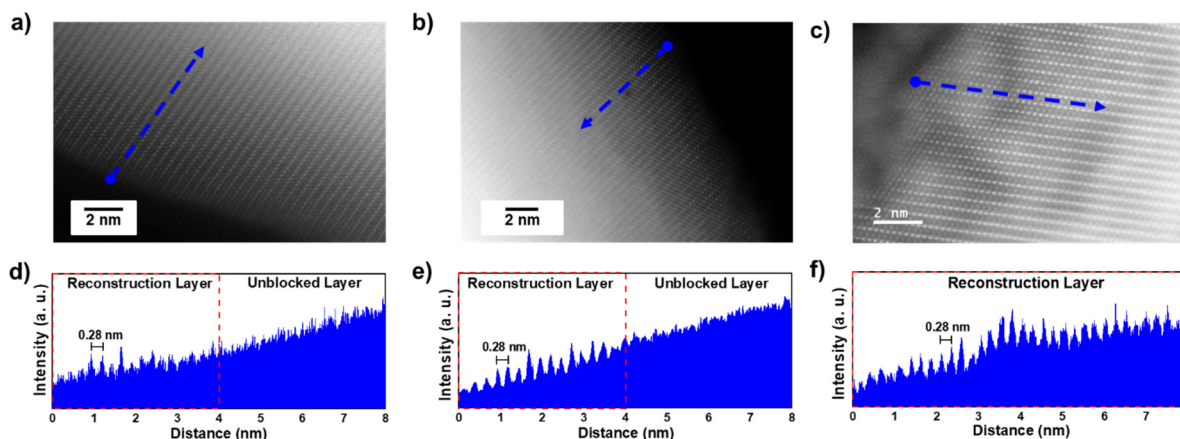 a)
2 nm
b)
2 nm
c)
2 nm
d)
Reconstruction Layer
Unblocked Layer
0.28 nm
Intensity (a. u.)
0 1 2 3 4 5 6 7 8
Distance (nm)
e)
Reconstruction Layer
Unblocked Layer
0.28 nm
Intensity (a. u.)
0 1 2 3 4 5 6 7 8
Distance (nm)
f)
Reconstruction Layer
0.28 nm
Intensity (a. u.)
0 1 2 3 4 5 6 7
Distance (nm)